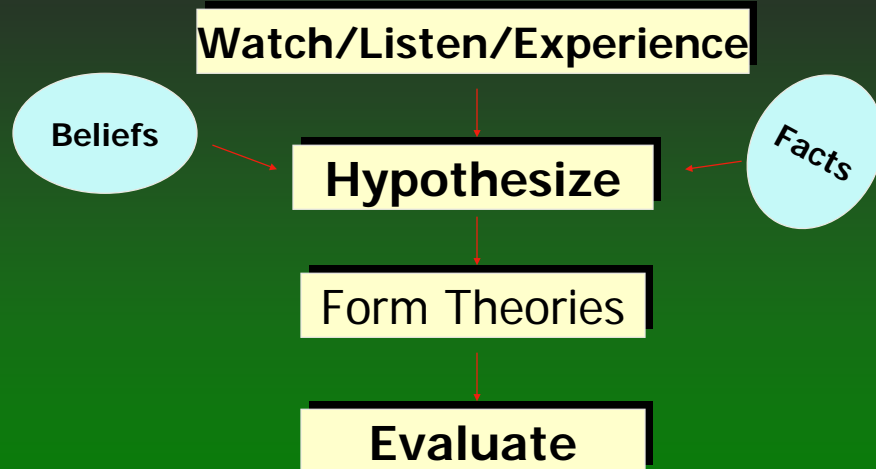 Watch/Listen/Experience
Beliefs
Facts
Hypothesize
Form Theories
Evaluate